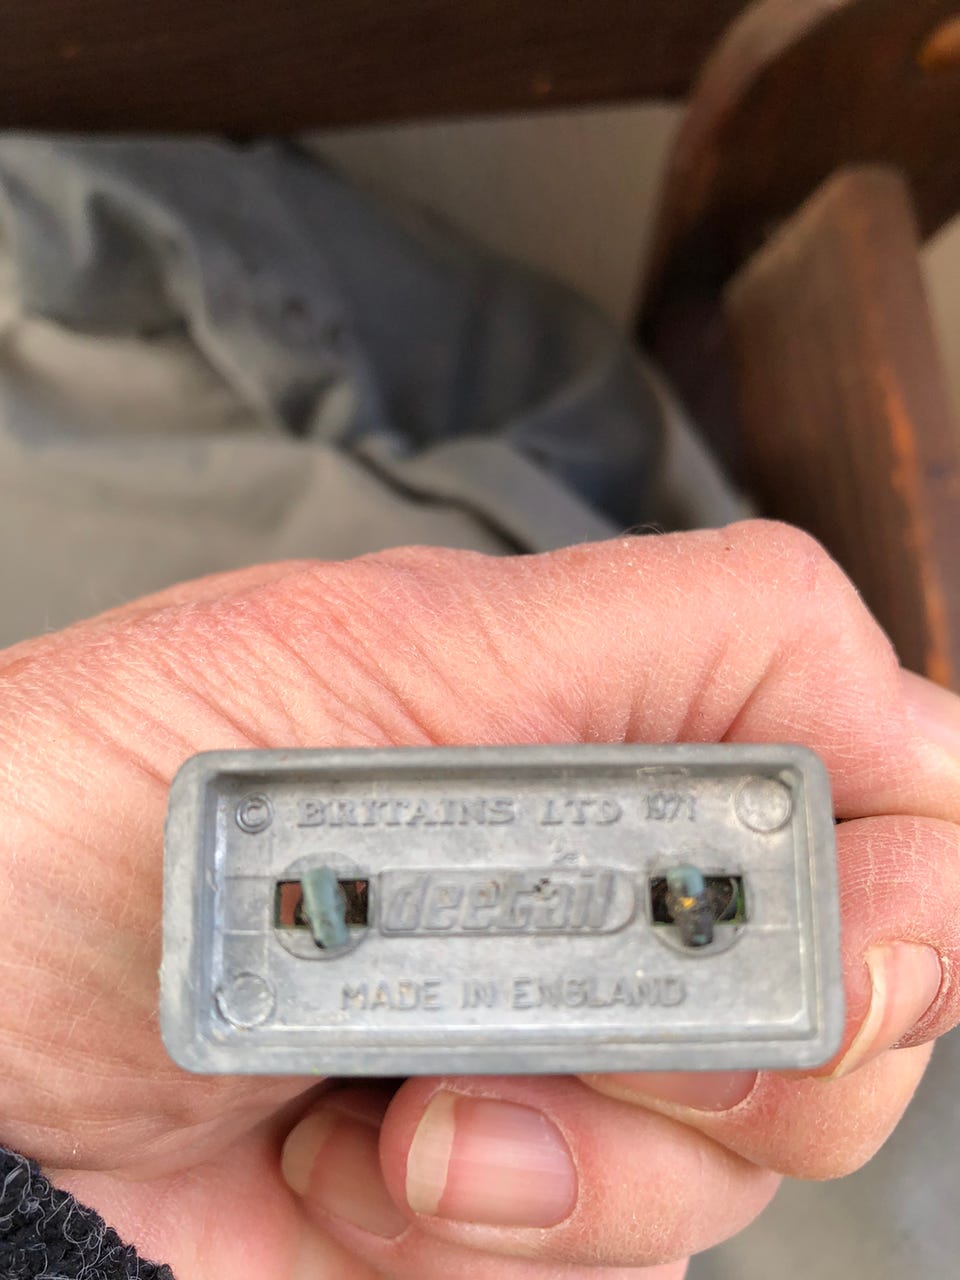 © BRITAINS LTD 1971
deetail
MADE IN ENGLAND